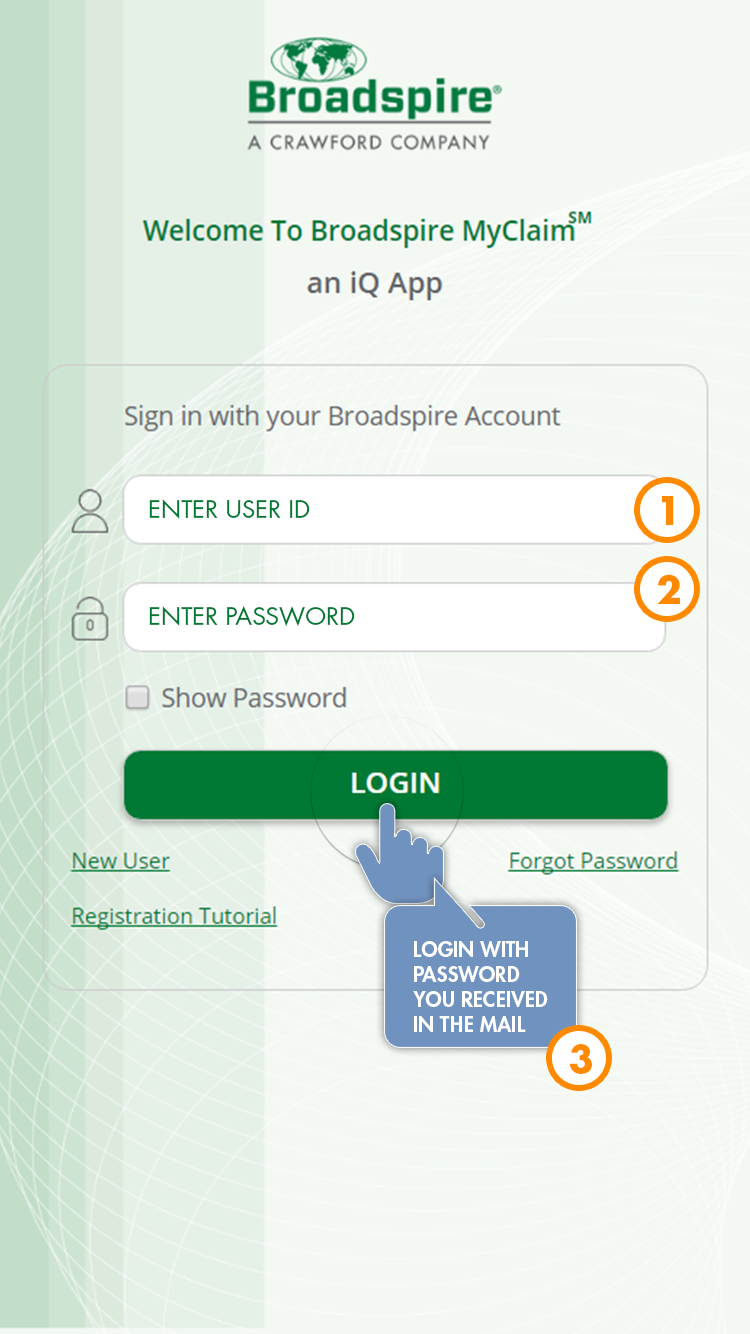 Broadspire®
A CRAWFORD COMPANY
Welcome To Broadspire MyClaim℠
an iQ App
Sign in with your Broadspire Account
ENTER USER ID
1
2
ENTER PASSWORD
0
Show Password
LOGIN
New User
Forgot Password
Registration Tutorial
LOGIN WITH
PASSWORD
YOU RECEIVED
IN THE MAIL
3